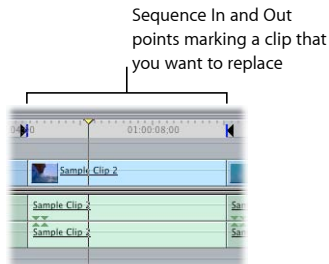 Sequence In and Out
points marking a clip that
you want to replace
01:00:08;00
Sample Clip 2
Sample Clip 2
Sample Clip 2